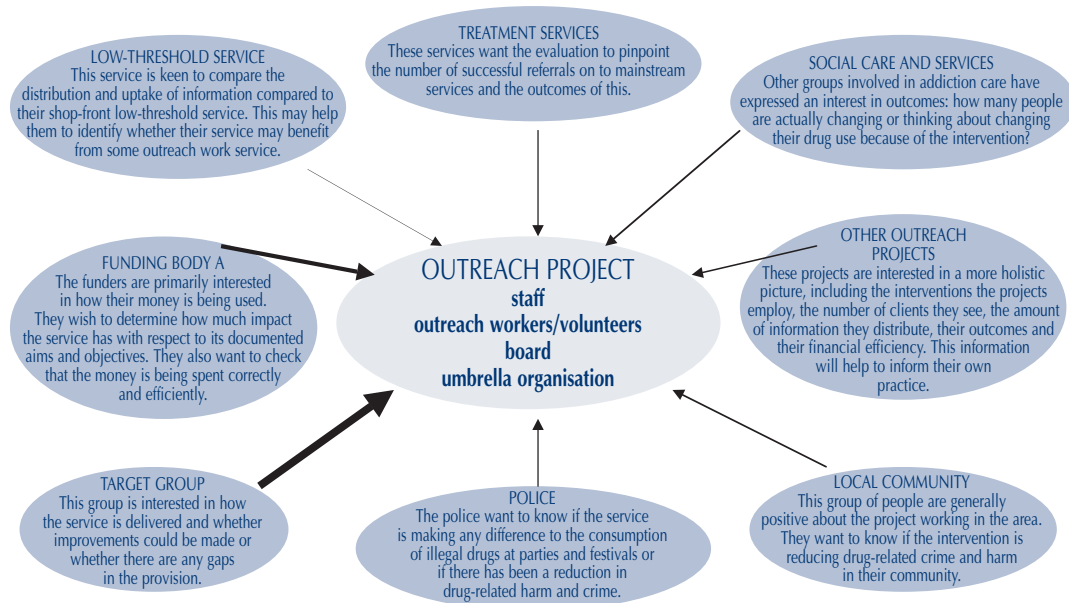 LOW-THRESHOLD SERVICE
This service is keen to compare the
distribution and uptake of information compared to
their shop-front low-threshold service. This may help
them to identify whether their service may benefit
from some outreach work service.
TREATMENT SERVICES
These services want the evaluation to pinpoint
the number of successful referrals on to mainstream
services and the outcomes of this.
SOCIAL CARE AND SERVICES
Other groups involved in addiction care have
expressed an interest in outcomes: how many people
are actually changing or thinking about changing
their drug use because of the intervention?
FUNDING BODY A
The funders are primarily interested
in how their money is being used.
They wish to determine how much impact
the service has with respect to its documented
aims and objectives. They also want to check
that the money is being spent correctly
and efficiently.
OUTREACH PROJECT
staff
outreach workers/volunteers
board
umbrella organisation
OTHER OUTREACH
PROJECTS
These projects are interested in a more holistic
picture, including the interventions the projects
employ, the number of clients they see, the amount
of information they distribute, their outcomes and
their financial efficiency. This information
will help to inform their own
practice.
TARGET GROUP
This group is interested in how
the service is delivered and whether
improvements could be made or
whether there are any gaps
in the provision.
POLICE
The police want to know if the service
is making any difference to the consumption
of illegal drugs at parties and festivals or
if there has been a reduction in
drug-related harm and crime.
LOCAL COMMUNITY
This group of people are generally
positive about the project working in the area.
They want to know if the intervention is
reducing drug-related crime and harm
in their community.